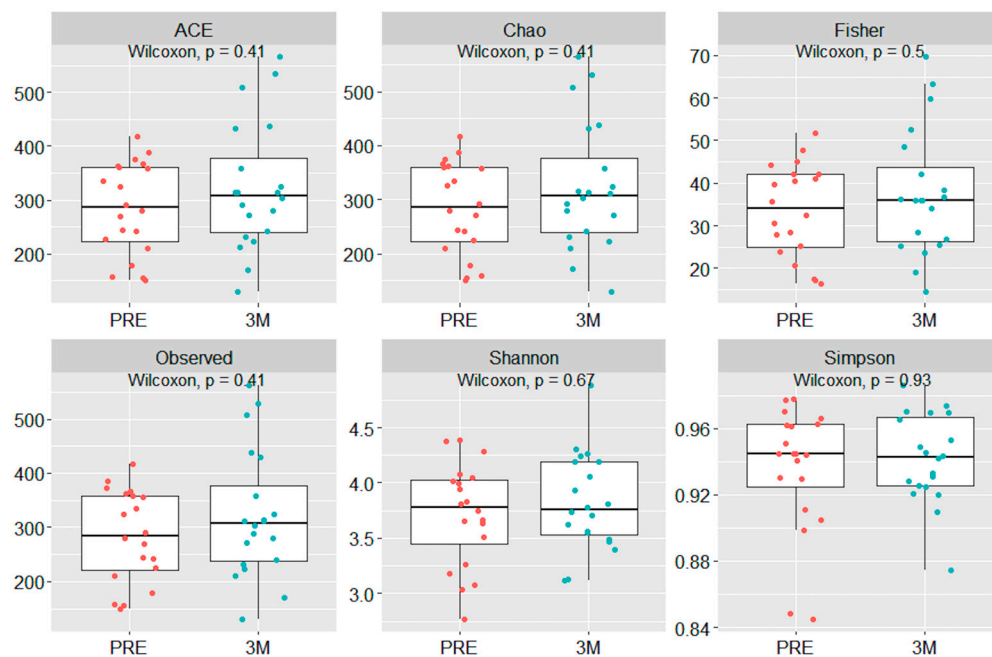 ACE
Wilcoxon, p = 0.41
500
400
300
200
PRE
3M
Chao
Wilcoxon, p = 0.41
500
400
300
200
PRE
3M
Fisher
Wilcoxon, p = 0.5
70
60
50
40
30
20
PRE
3M
Observed
Wilcoxon, p = 0.41
500
400
300
200
PRE
3M
Shannon
Wilcoxon, p = 0.67
4.5
4.0
3.5
3.0
PRE
3M
Simpson
Wilcoxon, p = 0.93
0.96
0.92
0.88
0.84
PRE
3M